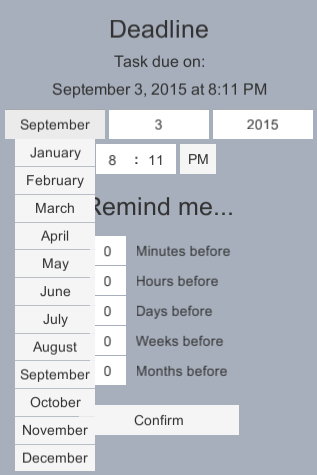 Deadline
Task due on:
September 3, 2015 at 8:11 PM
September 3 2015
January
8 : 11 PM
February
March
Remind me...
April
0 Minutes before
May
June
0 Hours before
July
0 Days before
August
0 Weeks before
September
0 Months before
October
November
Confirm
December